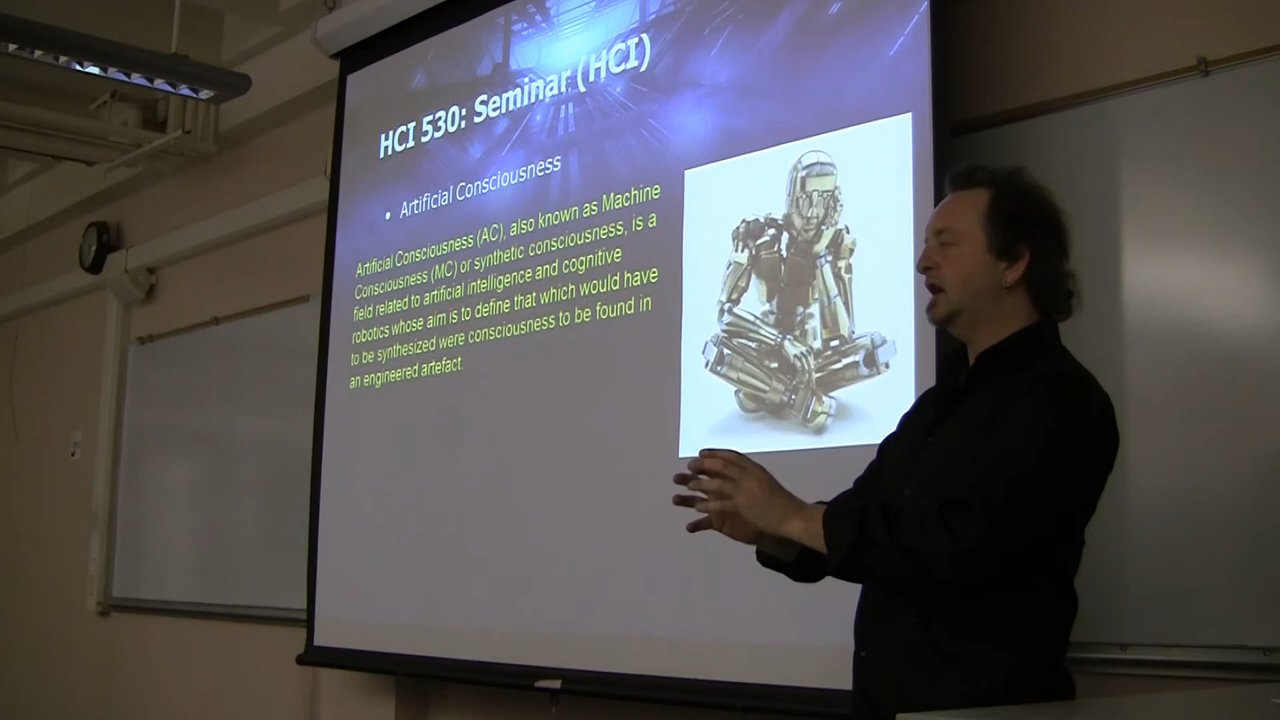 HCI 530: Seminar (HCI)
• Artificial Consciousness
Artificial Consciousness (AC), also known as Machine
Consciousness (MC) or synthetic consciousness, is a
field related to artificial intelligence and cognitive
robotics whose aim is to define that which would have
to be synthesized were consciousness to be found in
an engineered artefact.